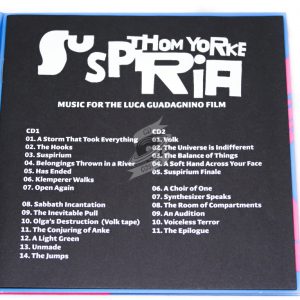 THOM YORKE
SUSPIRIA
MUSIC FOR THE LUCA GUADAGNINO FILM
CD1
01. A Storm That Took Everything
02. The Hooks
03. Suspirium
04. Belongings Thrown in a River
05. Has Ended
06. Klemperer Walks
07. Open Again
08. Sabbath Incantation
09. The Inevitable Pull
10. Olga's Destruction (Volk tape)
11. The Conjuring of Anke
12. A Light Green
13. Unmade
14. The Jumps
CD2
01. Volk
02. The Universe is Indifferent
03. The Balance of Things
04. A Soft Hand Across Your Face
05. Suspirium Finale
06. A Choir of One
07. Synthesizer Speaks
08. The Room of Compartments
09. An Audition
10. Voiceless Terror
11. The Epilogue